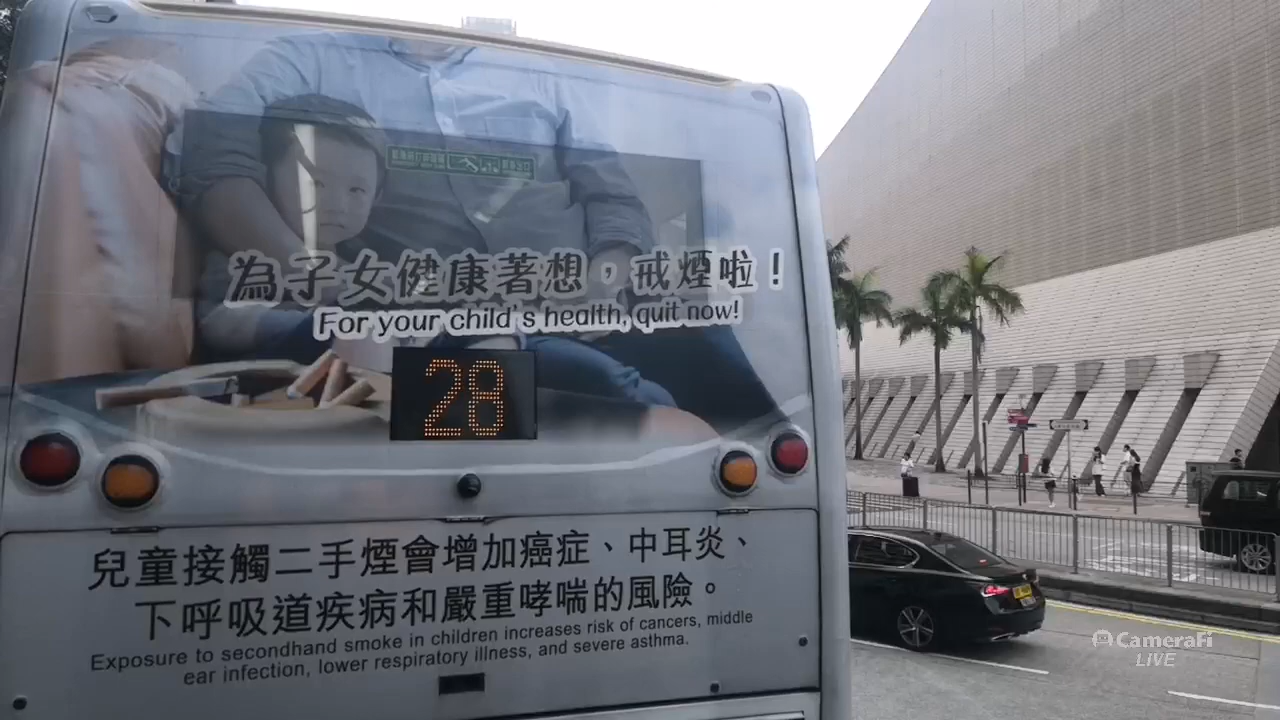 為子女健康著想，戒煙啦！
For your child's health, quit now!
28
兒童接觸二手煙會增加癌症、中耳炎、
下呼吸道疾病和嚴重哮喘的風險。
Exposure to secondhand smoke in children increases risk of cancers, middle
ear infection, lower respiratory illness, and severe asthma.
CameraFi
LIVE